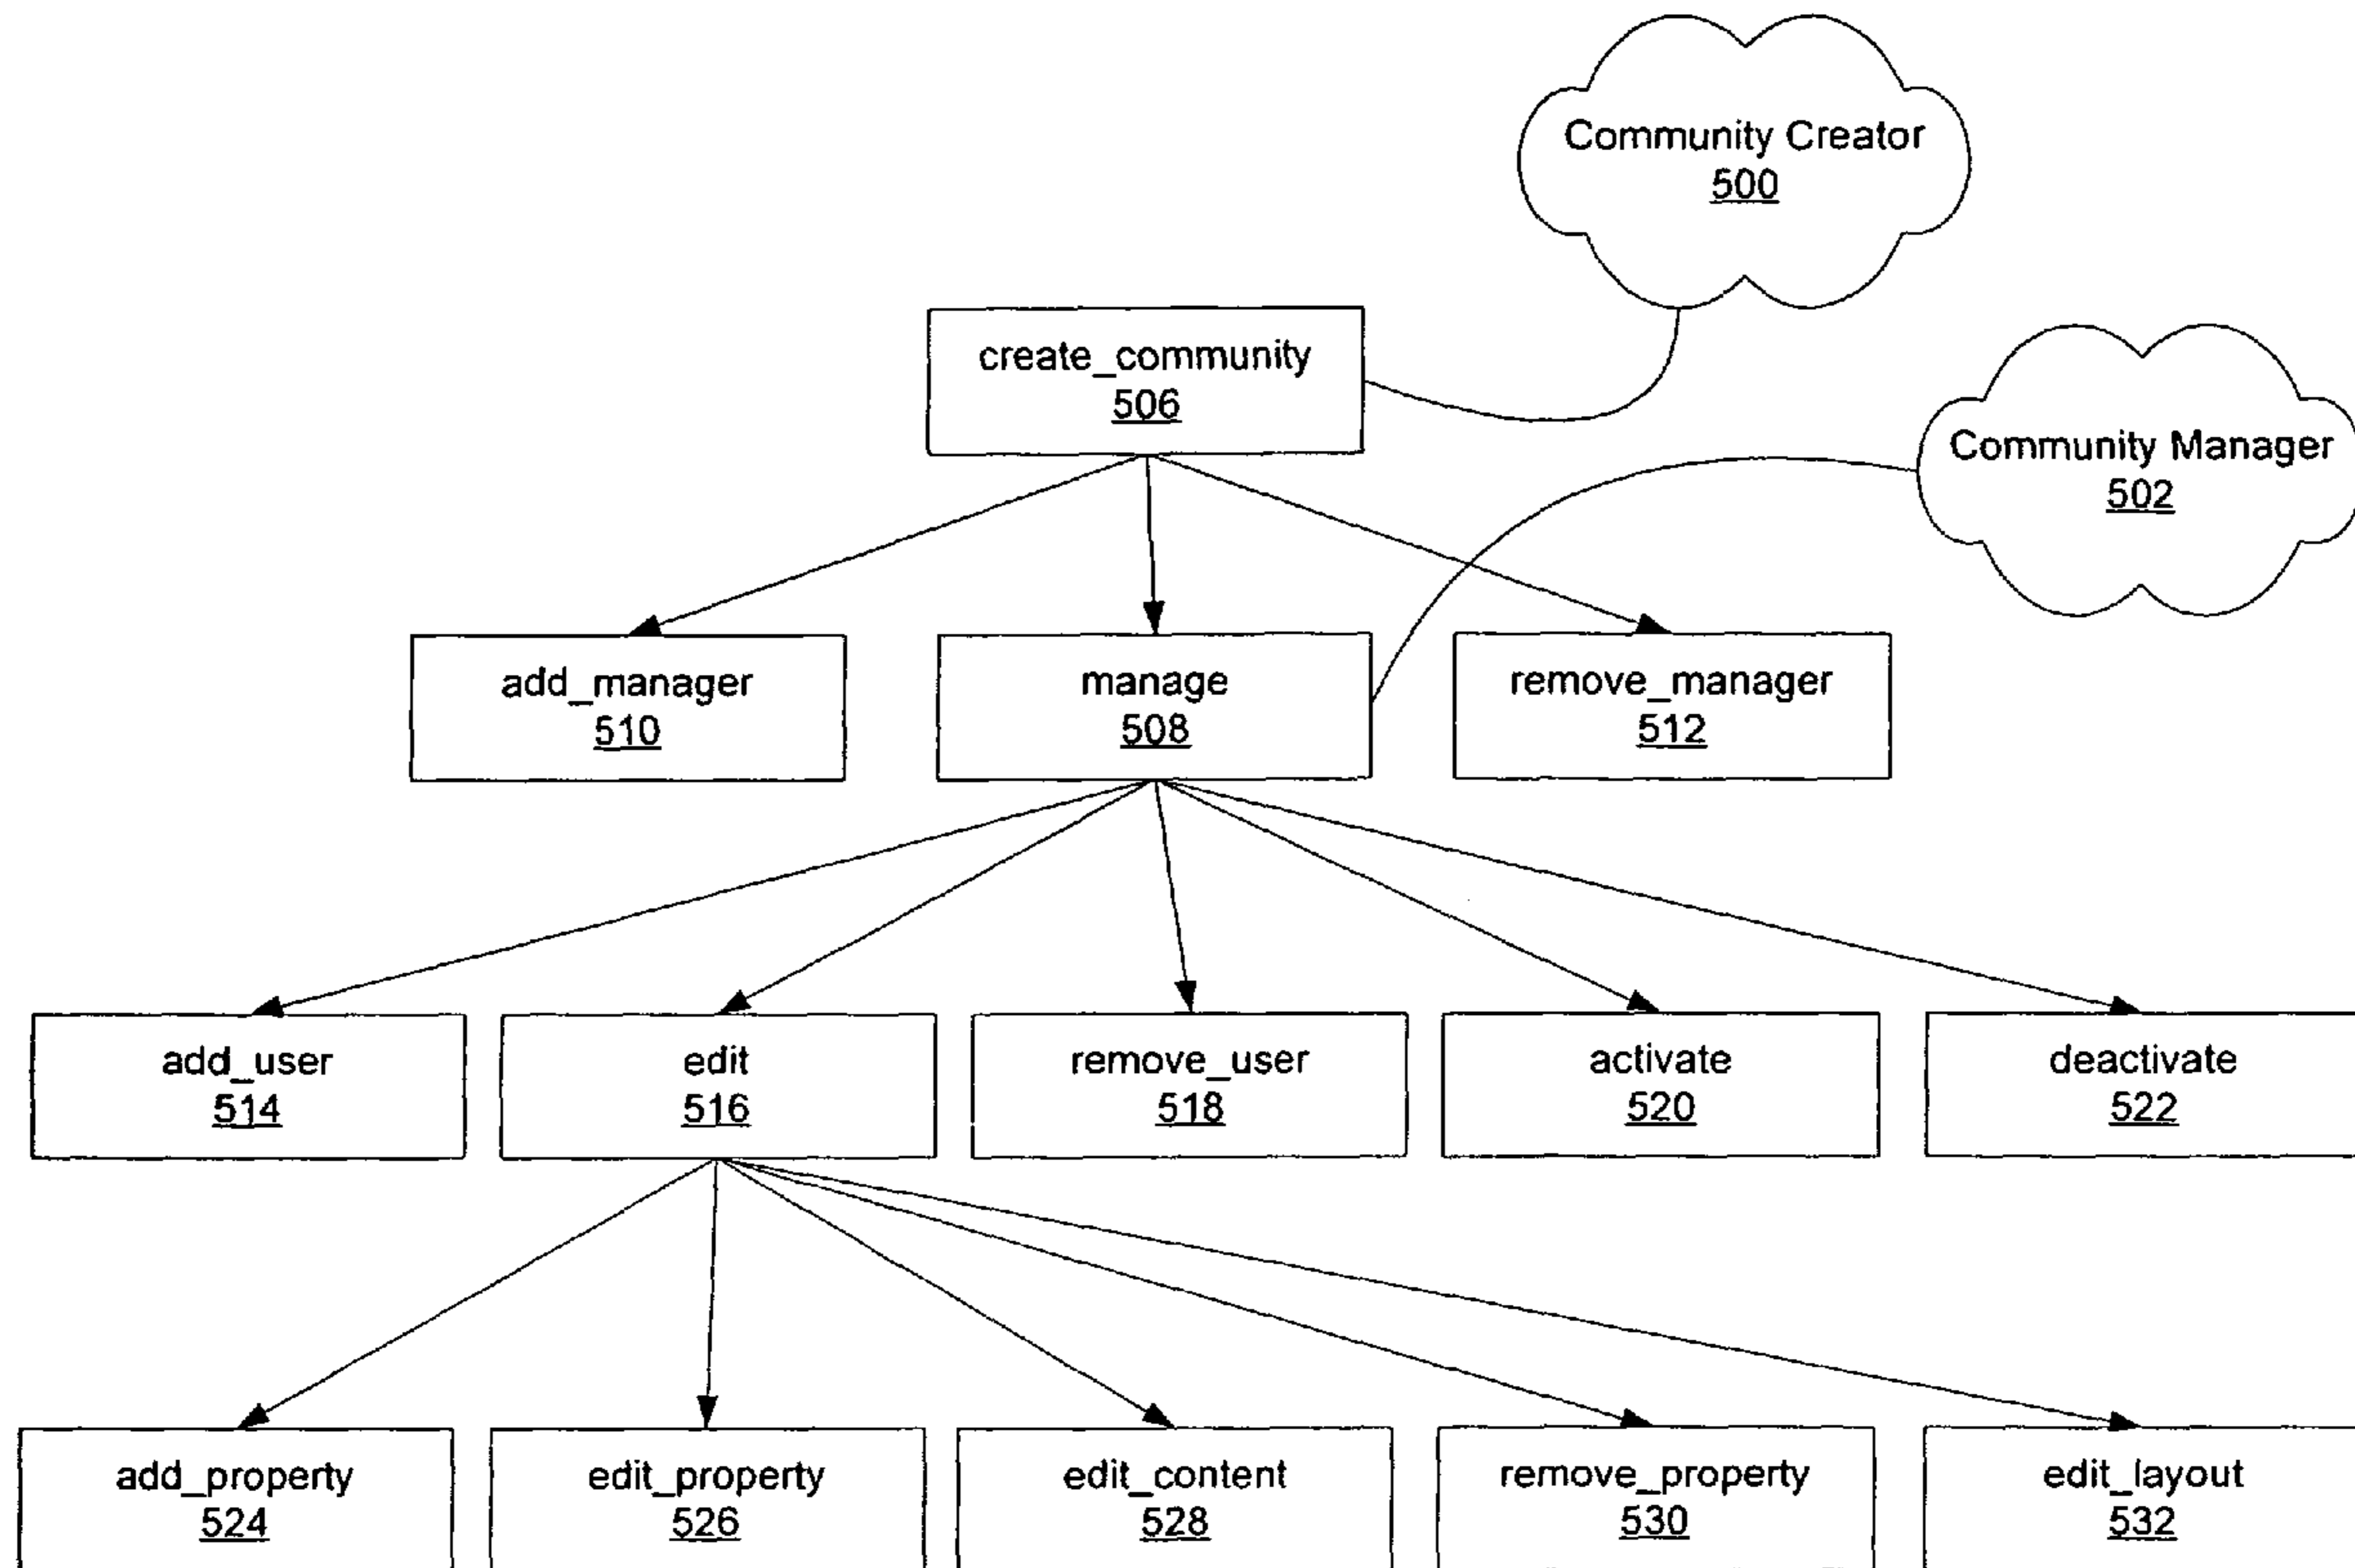 Community Creator
500
create_community
506
Community Manager
502
add_manager
510
manage
508
remove_manager
512
add_user
514
edit
516
remove_user
518
activate
520
deactivate
522
add_property
524
edit_property
526
edit_content
528
remove_property
530
edit_layout
532